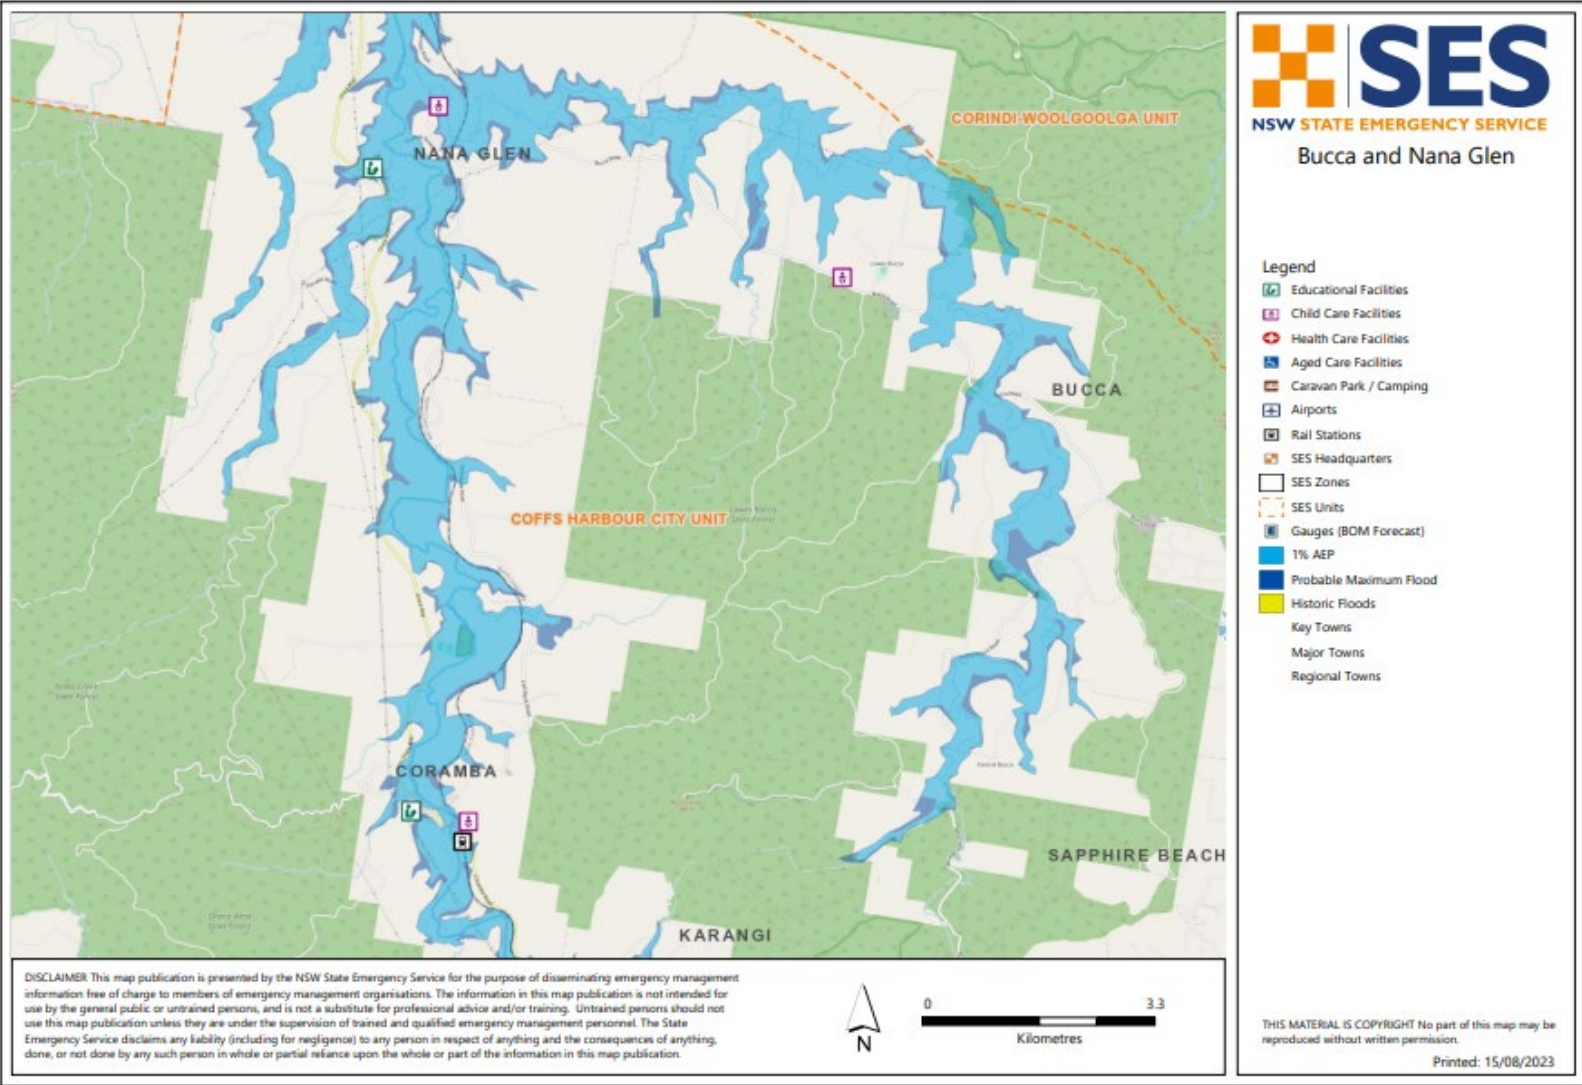 NANA GLEN
CORINDI-WOOLGOOLGA UNIT
BUCCA
COFFS HARBOUR CITY UNIT
CORAMBA
SAPPHIRE BEACH
KARANGI
SES
NSW STATE EMERGENCY SERVICE
Bucca and Nana Glen
Legend
Educational Facilities
Child Care Facilities
Health Care Facilities
Aged Care Facilities
Caravan Park / Camping
Airports
Rail Stations
SES Headquarters
SES Zones
SES Units
Gauges (BOM Forecast)
1% AEP
Probable Maximum Flood
Historic Floods
Key Towns
Major Towns
Regional Towns
DISCLAIMER This map publication is presented by the NSW State Emergency Service for the purpose of disseminating emergency management
information free of charge to members of emergency management organisations. The information in this map publication is not intended for
use by the general public or untrained persons, and is not a substitute for professional advice and/or training. Untrained persons should not
use this map publication unless they are under the supervision of trained and qualified emergency management personnel. The State
Emergency Service disclaims any liability (including for negligence) to any person in respect of anything and the consequences of anything,
done, or not done by any such person in whole or partial reliance upon the whole or part of the information in this map publication.
N
0 3.3
Kilometres
THIS MATERIAL IS COPYRIGHT No part of this map may be
reproduced without written permission.
Printed: 15/08/2023